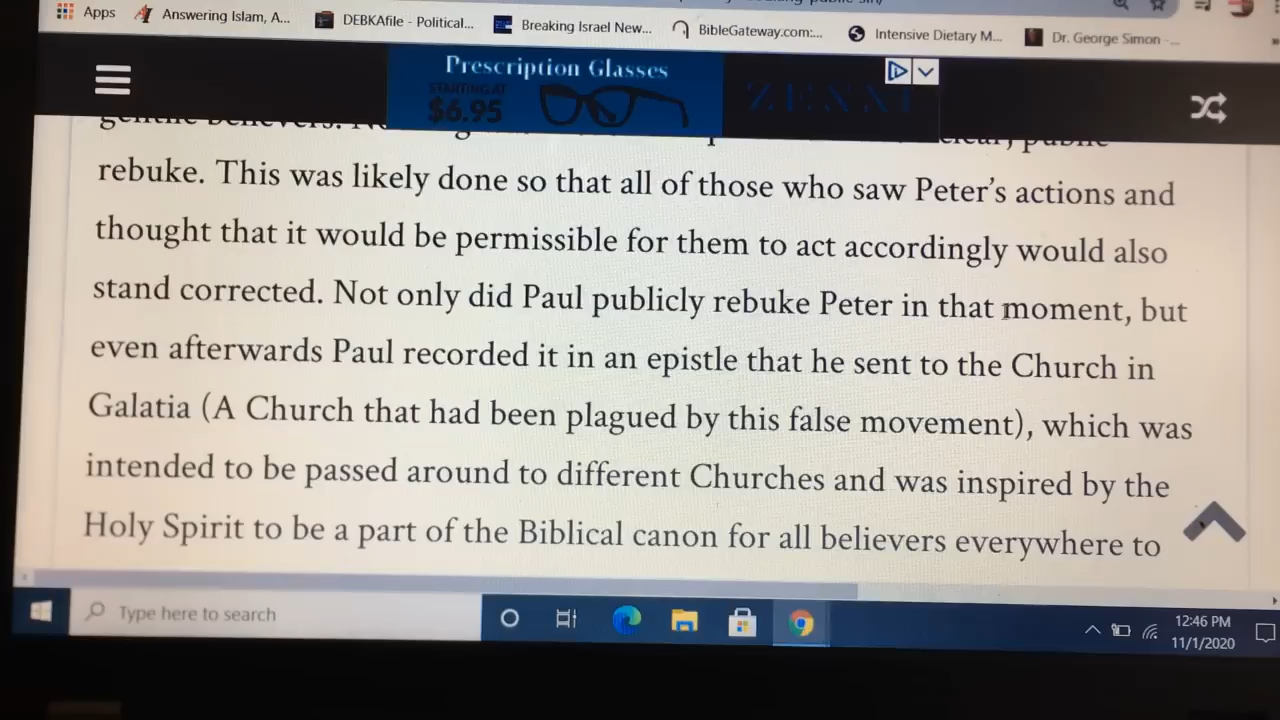 Apps
Answering Islam, A...
DEBKAfile - Political...
Breaking Israel New...
BibleGateway.com:...
Intensive Dietary M...
Dr. George Simon -...
Prescription Glasses
STARTING AT
$6.95
ZENNI
rebuke. This was likely done so that all of those who saw Peter's actions and
thought that it would be permissible for them to act accordingly would also
stand corrected. Not only did Paul publicly rebuke Peter in that moment, but
even afterwards Paul recorded it in an epistle that he sent to the Church in
Galatia (A Church that had been plagued by this false movement), which was
intended to be passed around to different Churches and was inspired by the
Holy Spirit to be a part of the Biblical canon for all believers everywhere to
Type here to search
12:46 PM
11/1/2020